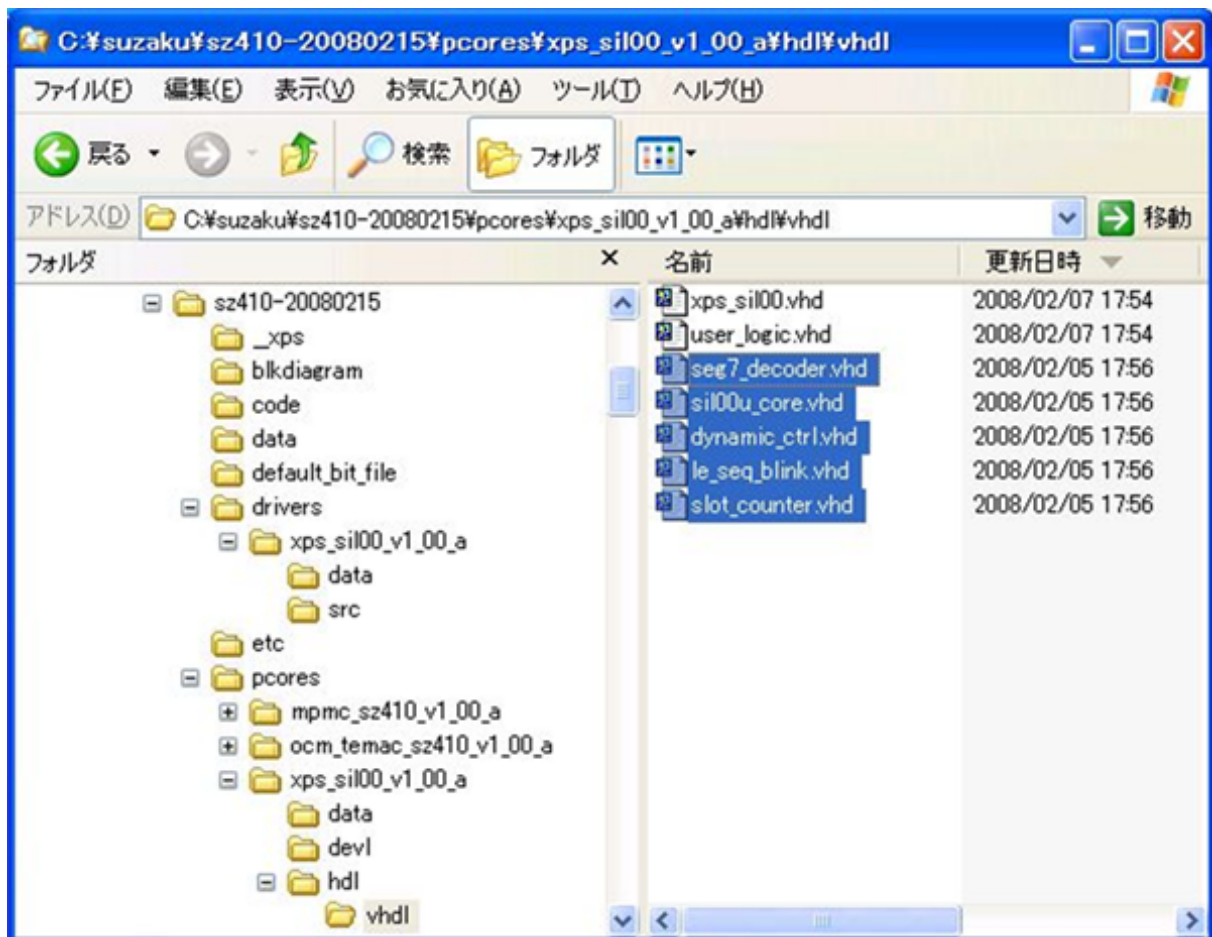 C:¥suzaku¥sz410-20080215¥pcores¥xps_sil00_v1_00_a¥hdl¥vhdl
ファイル(F) 編集(E) 表示(V) お気に入り(A) ツール(T) ヘルプ(H)
戻る 検索 フォルダ
アドレス(D) C:¥suzaku¥sz410-20080215¥pcores¥xps_sil00_v1_00_a¥hdl¥vhdl 移動
フォルダ
sz410-20080215
_xps
blkdiagram
code
data
default_bit_file
drivers
xps_sil00_v1_00_a
data
src
etc
pcores
mpmc_sz410_v1_00_a
ocm_temac_sz410_v1_00_a
xps_sil00_v1_00_a
data
devl
hdl
vhdl
名前 更新日時
xps_sil00.vhd 2008/02/07 17:54
user_logic.vhd 2008/02/07 17:54
seg7_decoder.vhd 2008/02/05 17:56
sil00u_core.vhd 2008/02/05 17:56
dynamic_ctrl.vhd 2008/02/05 17:56
le_seq_blink.vhd 2008/02/05 17:56
slot_counter.vhd 2008/02/05 17:56